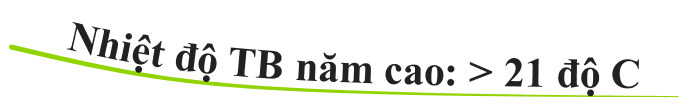 Nhiệt độ TB năm cao: > 21 độ C